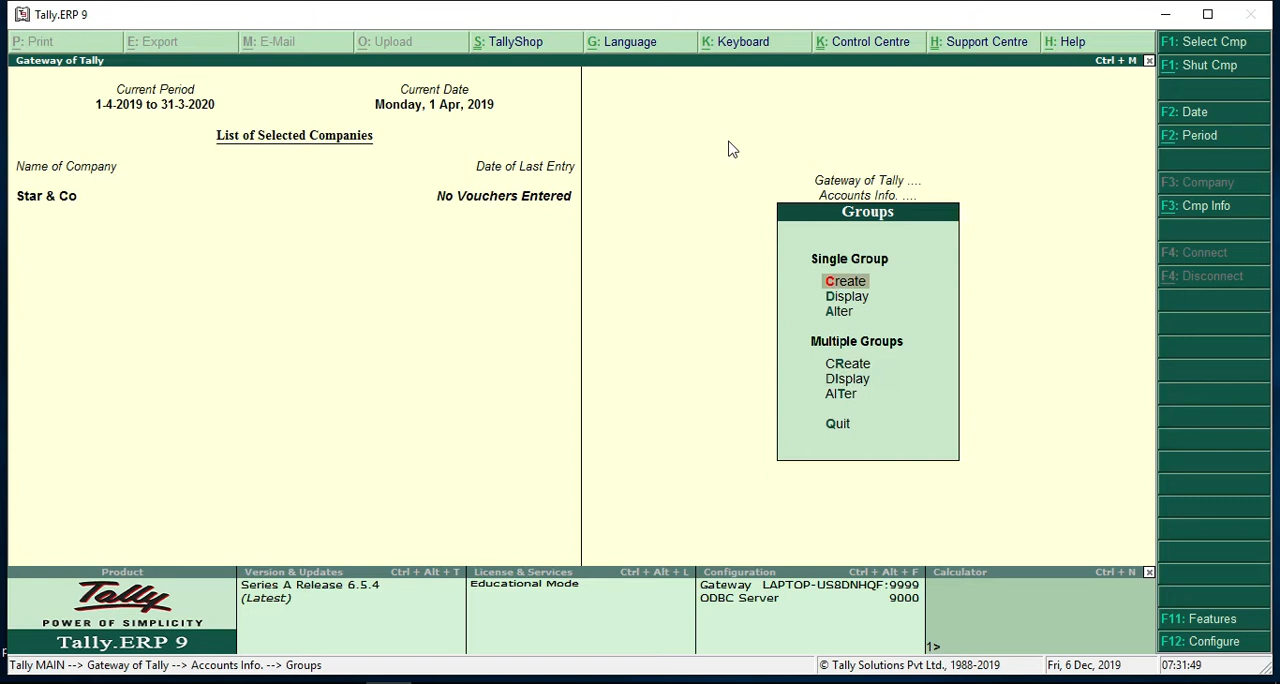 Tally.ERP 9
P: Print
E: Export
M: E-Mail
O: Upload
S: TallyShop
G: Language
K: Keyboard
K: Control Centre
H: Support Centre
H: Help
Gateway of Tally
Ctrl + M
Current Period
1-4-2019 to 31-3-2020
Current Date
Monday, 1 Apr, 2019
List of Selected Companies
Name of Company
Date of Last Entry
Star & Co
No Vouchers Entered
Gateway of Tally ....
Accounts Info. ....
Groups
Single Group
Create
Display
Alter
Multiple Groups
CReate
DIsplay
AlTer
Quit
F1: Select Cmp
F1: Shut Cmp
F2: Date
F2: Period
F3: Company
F3: Cmp Info
F4: Connect
F4: Disconnect
F11: Features
F12: Configure
Product
Tally
POWER OF SIMPLICITY
Tally.ERP 9
Version & Updates
Ctrl + Alt + T
Series A Release 6.5.4
(Latest)
License & Services
Ctrl + Alt + L
Educational Mode
Configuration
Ctrl + Alt + F
Gateway LAPTOP-US8DNHQF:9999
ODBC Server 9000
Calculator
Ctrl + N
1>
Tally MAIN --> Gateway of Tally --> Accounts Info. --> Groups
© Tally Solutions Pvt Ltd., 1988-2019
Fri, 6 Dec, 2019
07:31:49